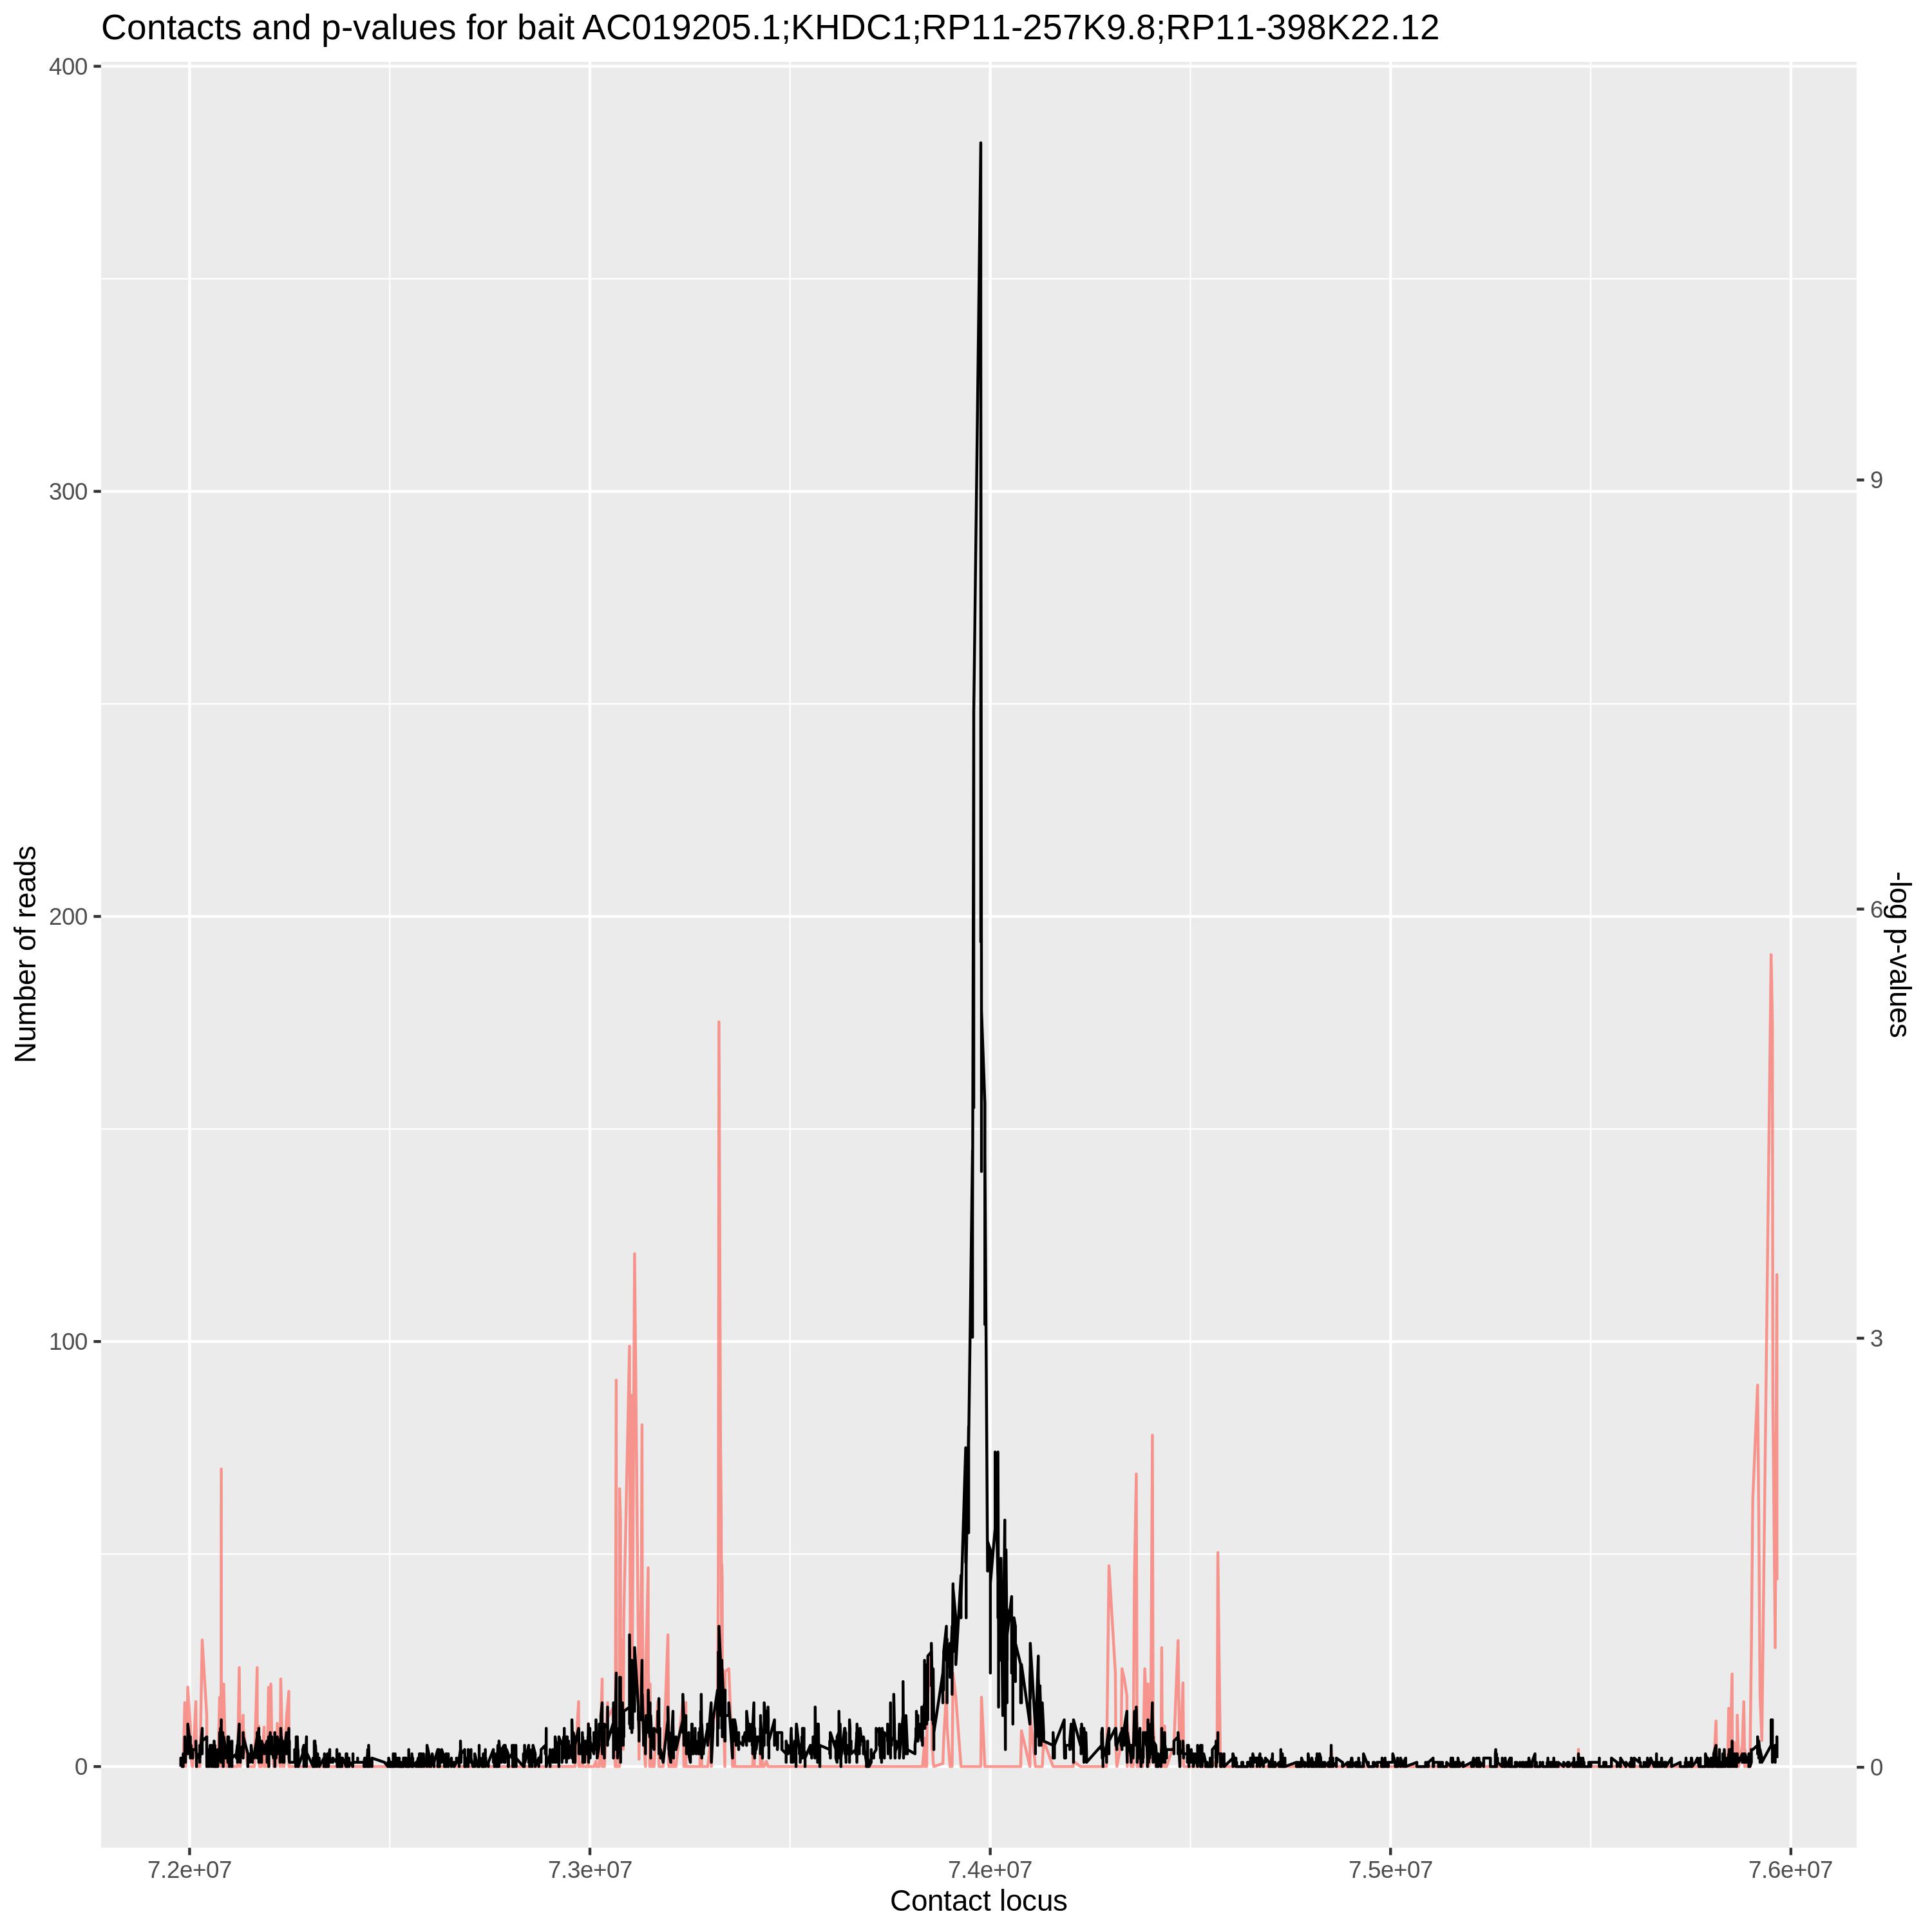 Contacts and p-values for bait AC019205.1;KHDC1;RP11-257K9.8;RP11-398K22.12
400
300
200
100
0
Number of reads
9
6
3
0
-log p-values
7.2e+07
7.3e+07
7.4e+07
7.5e+07
7.6e+07
Contact locus